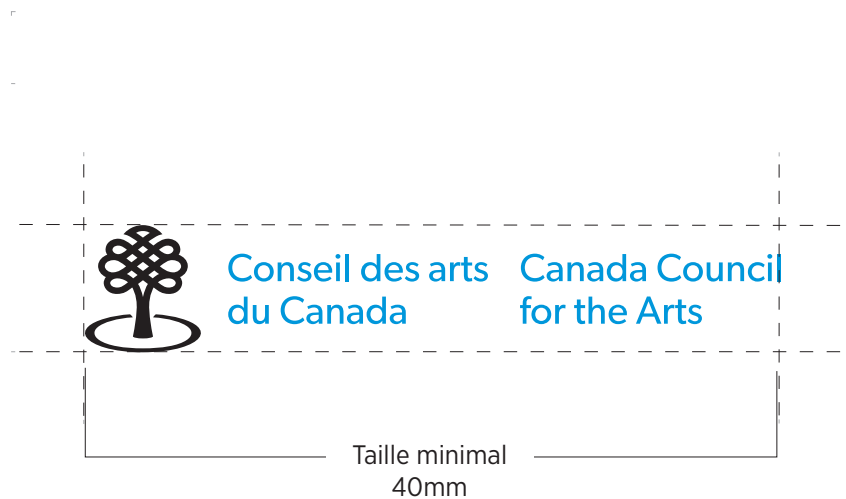 Conseil des arts
du Canada
Canada Council
for the Arts
Taille minimal
40mm